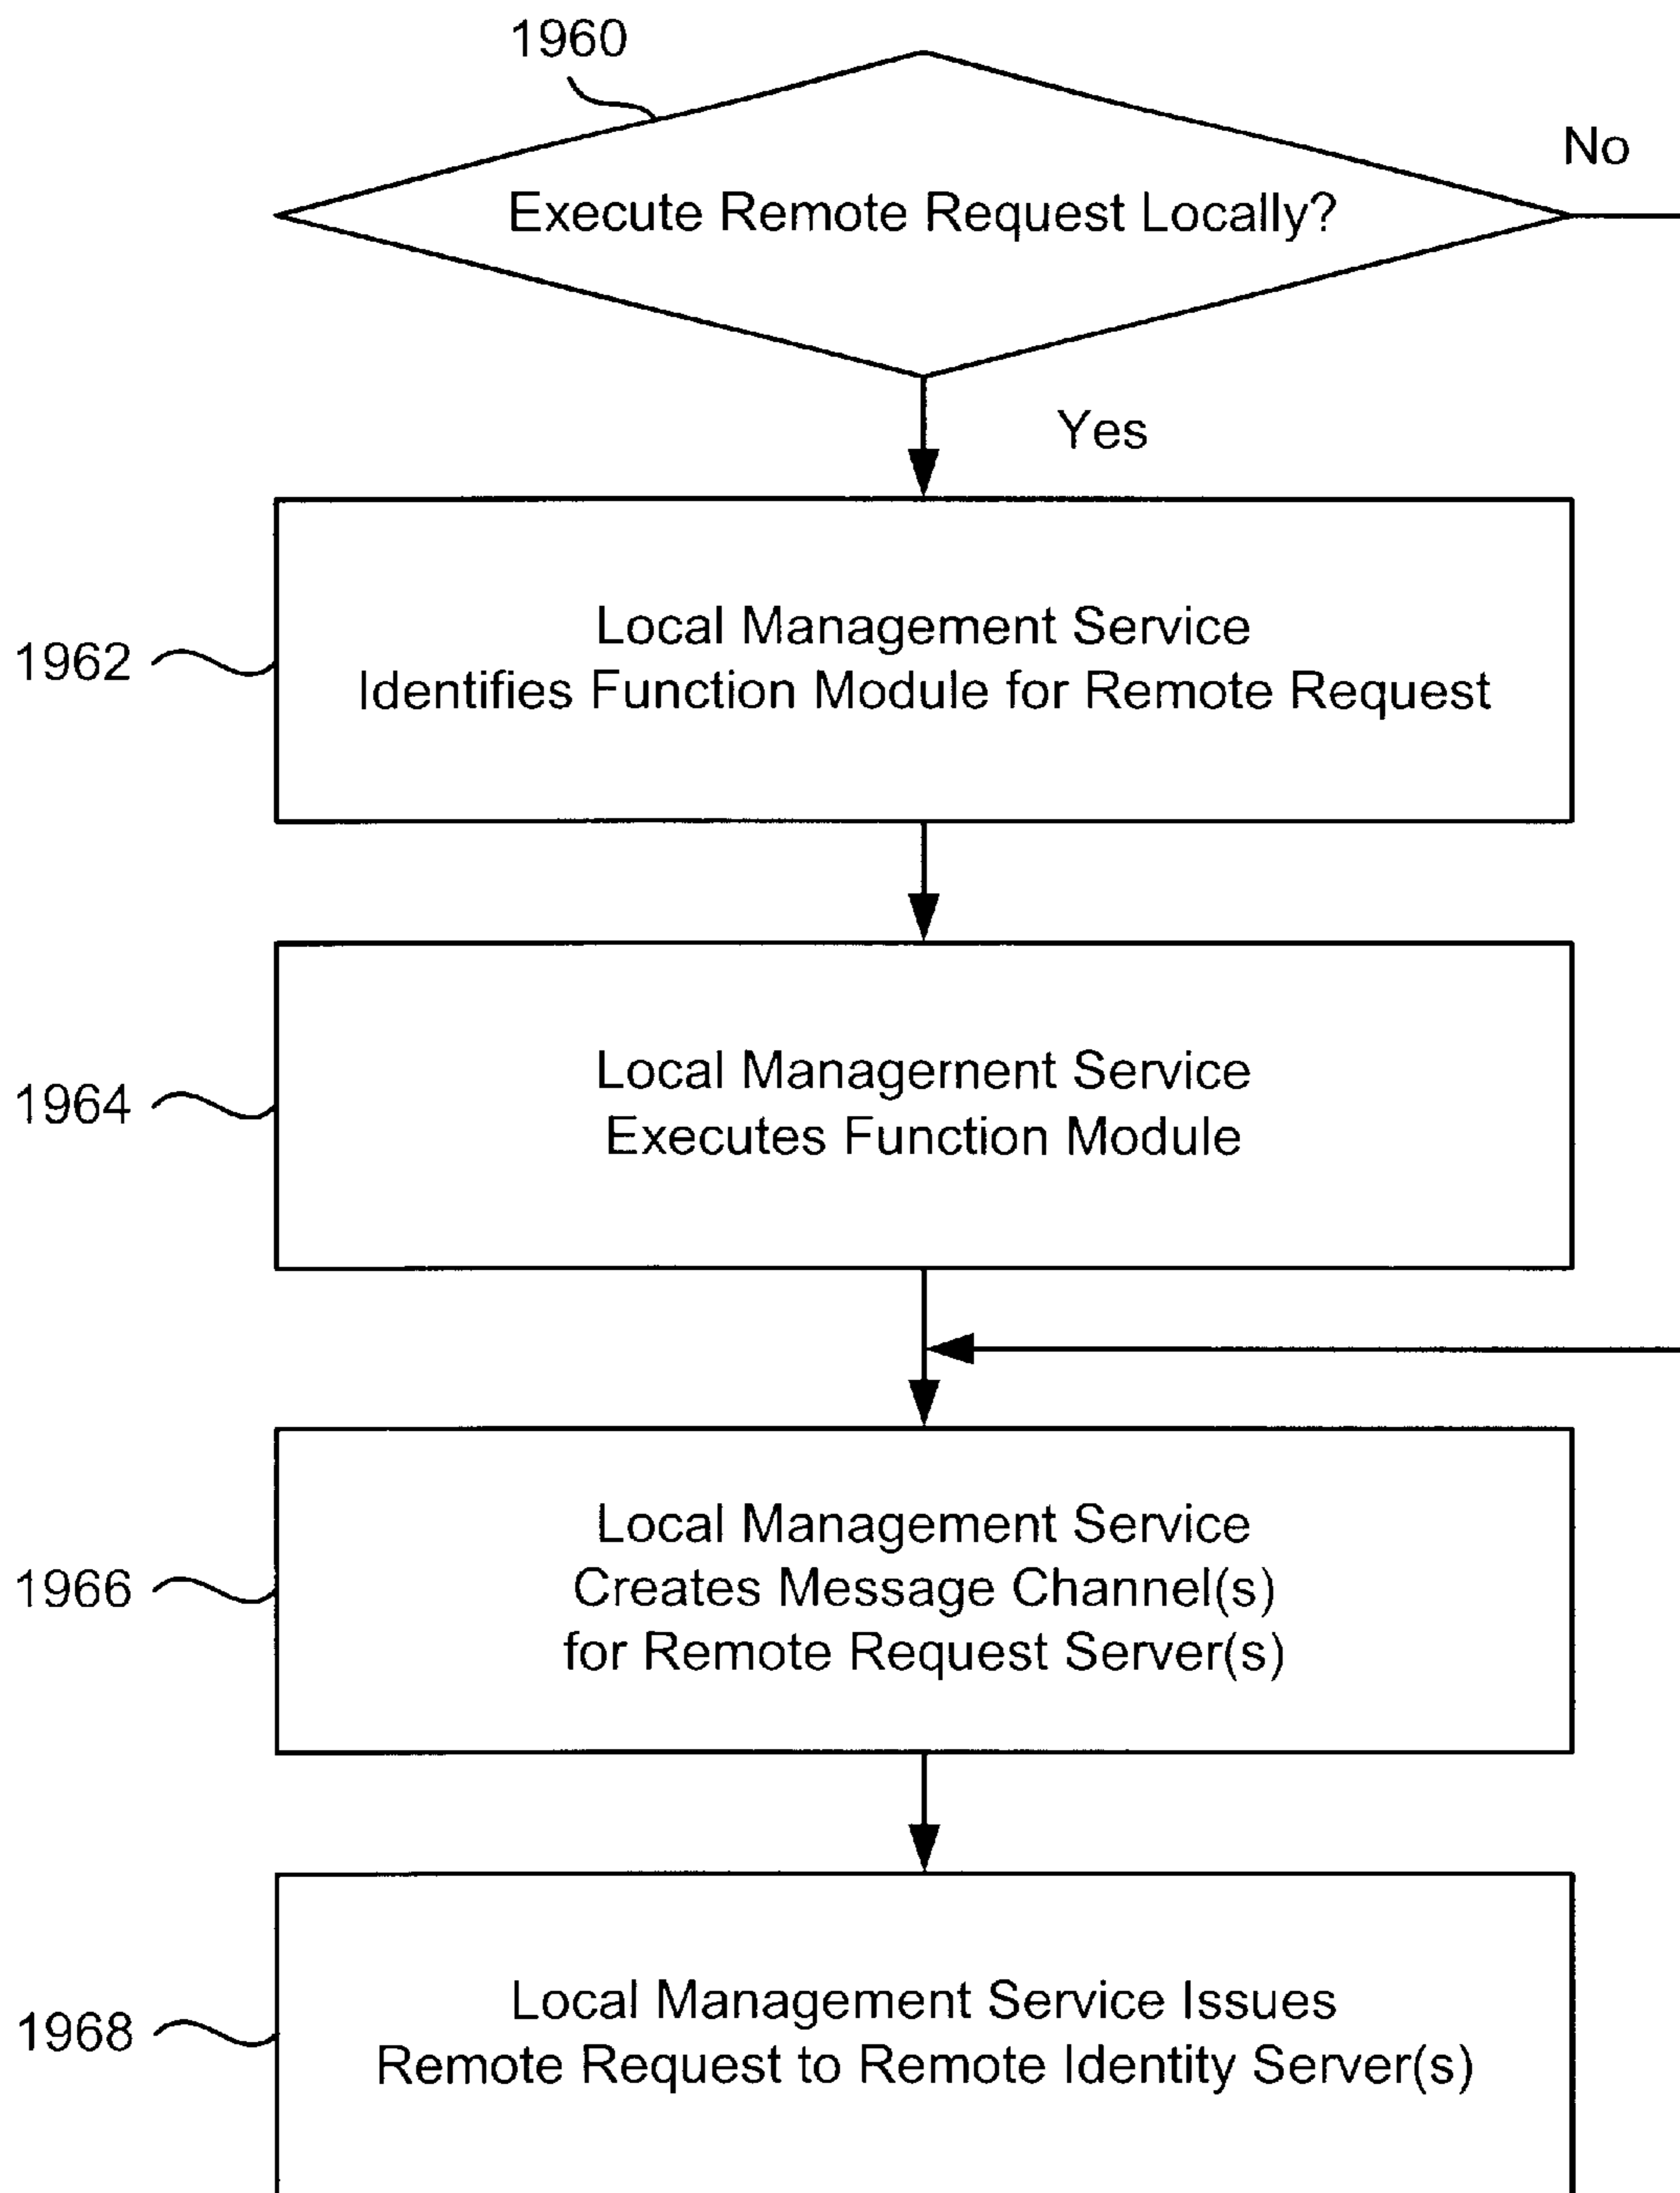 1960
No
Execute Remote Request Locally?
Yes
1962
Local Management Service
Identifies Function Module for Remote Request
1964
Local Management Service
Executes Function Module
1966
Local Management Service
Creates Message Channel(s)
for Remote Request Server(s)
1968
Local Management Service Issues
Remote Request to Remote Identity Server(s)